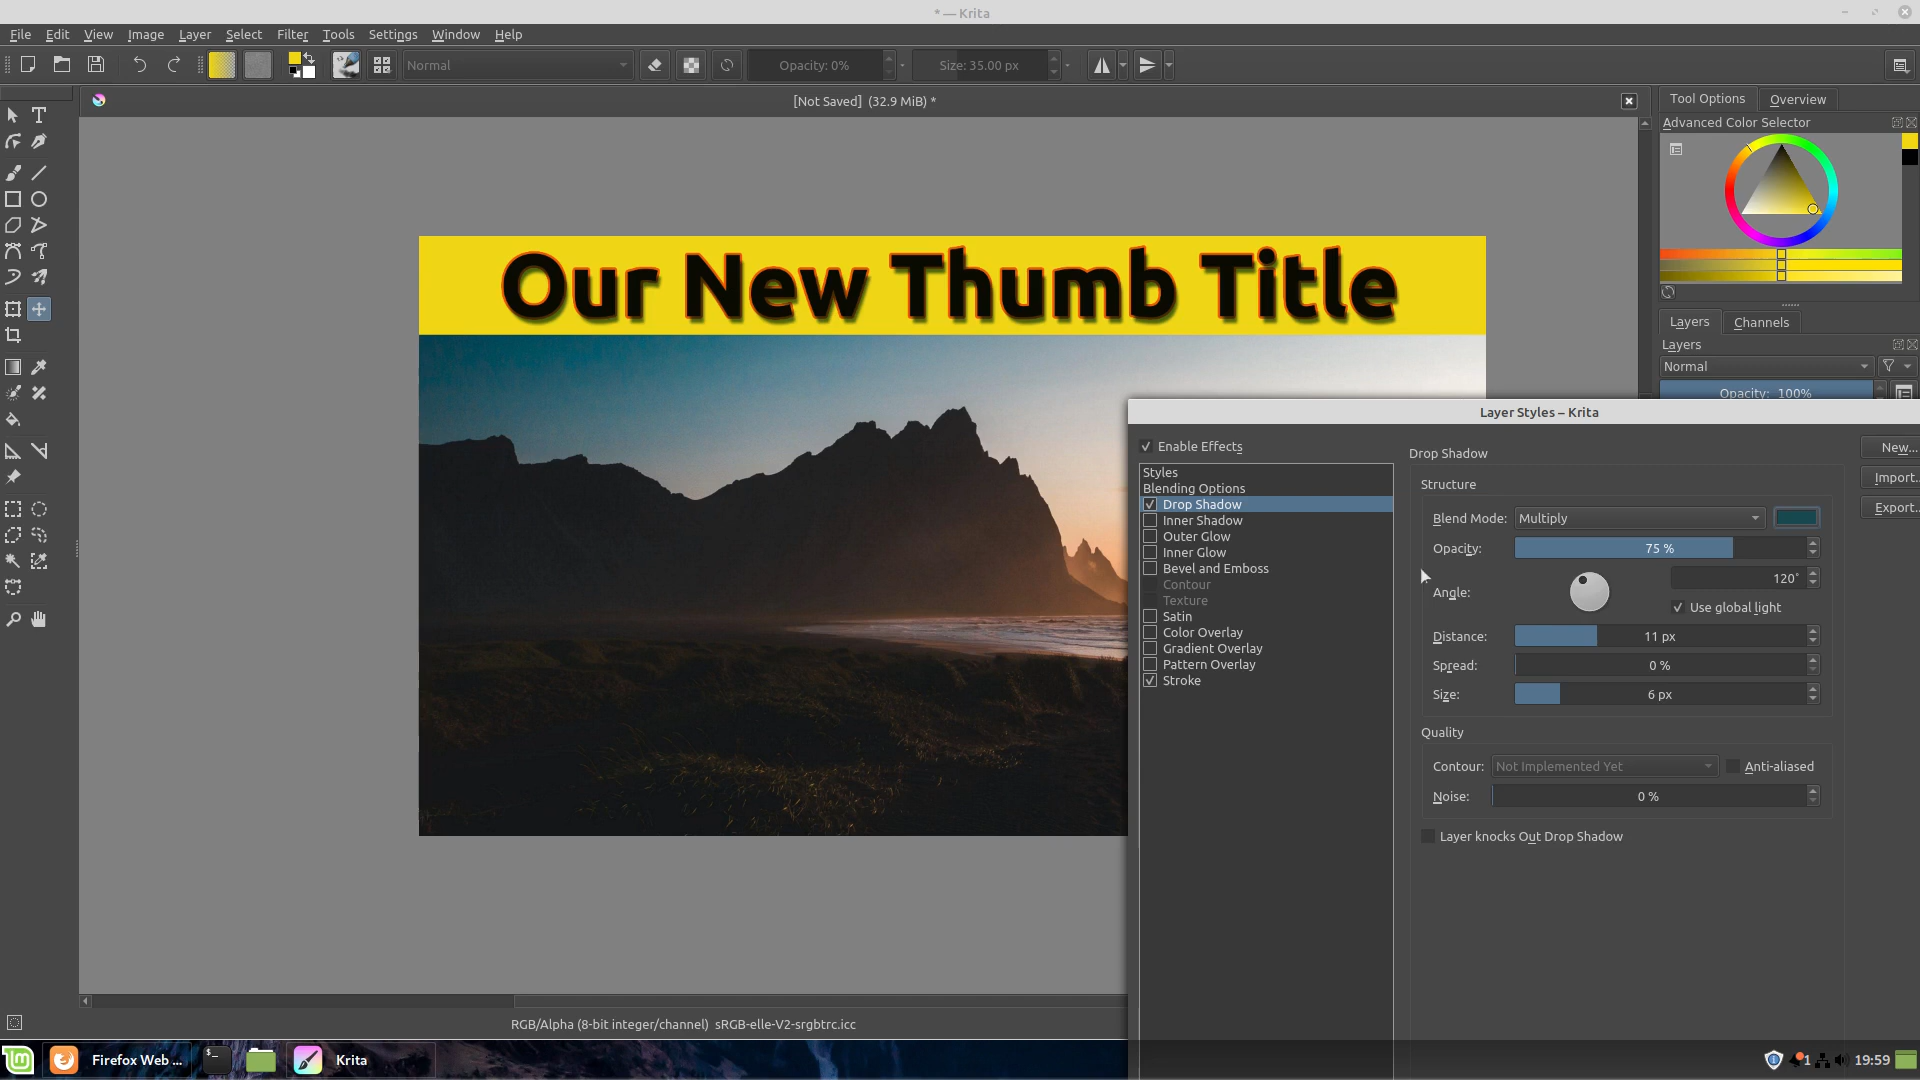 * — Krita
File Edit View Image Layer Select Filter Tools Settings Window Help
Normal Opacity: 0% Size: 35.00 px
[Not Saved] (32.9 MiB) *
Tool Options Overview
Advanced Color Selector
Our New Thumb Title
Layers Channels
Layers
Normal
Opacity: 100%
Layer Styles – Krita
Enable Effects
Styles
Blending Options
Drop Shadow
Inner Shadow
Outer Glow
Inner Glow
Bevel and Emboss
Contour
Texture
Satin
Color Overlay
Gradient Overlay
Pattern Overlay
Stroke
Drop Shadow
Structure
Blend Mode: Multiply
Opacity: 75 %
Angle: 120°
Use global light
Distance: 11 px
Spread: 0 %
Size: 6 px
Quality
Contour: Not Implemented Yet Anti-aliased
Noise: 0 %
Layer knocks Out Drop Shadow
New...
Import..
Export..
RGB/Alpha (8-bit integer/channel) sRGB-elle-V2-srgbtrc.icc
Firefox Web ... Krita 1 19:59